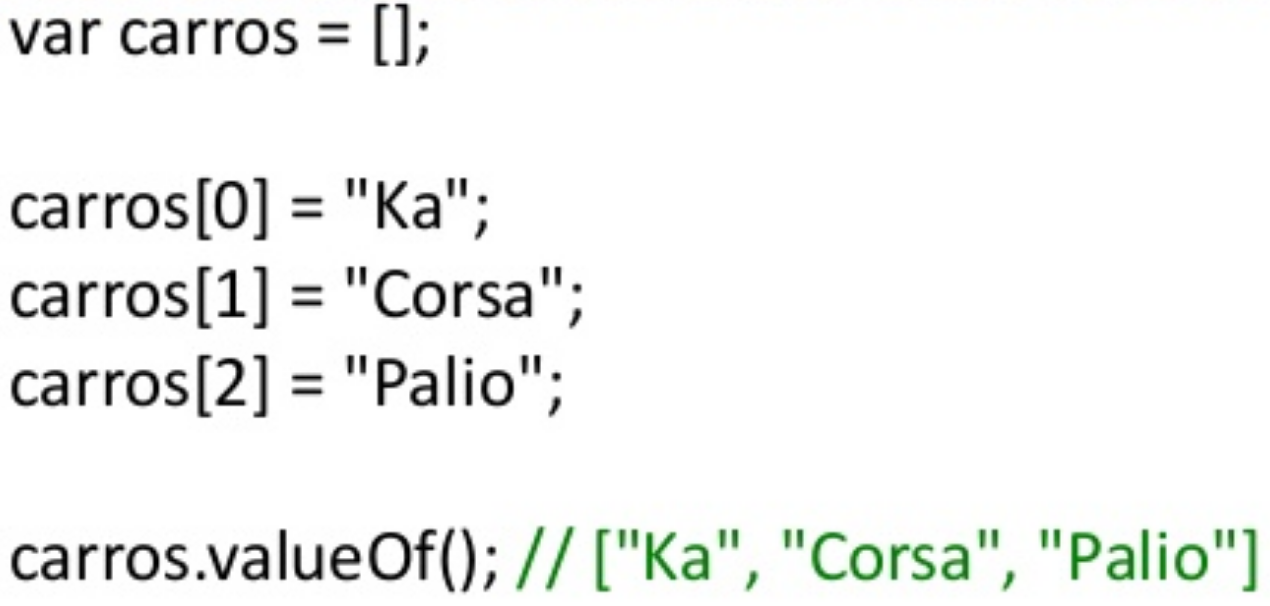 var carros = [];
carros[0] = "Ka";
carros[1] = "Corsa";
carros[2] = "Palio";
carros.valueOf(); // ["Ka", "Corsa", "Palio"]